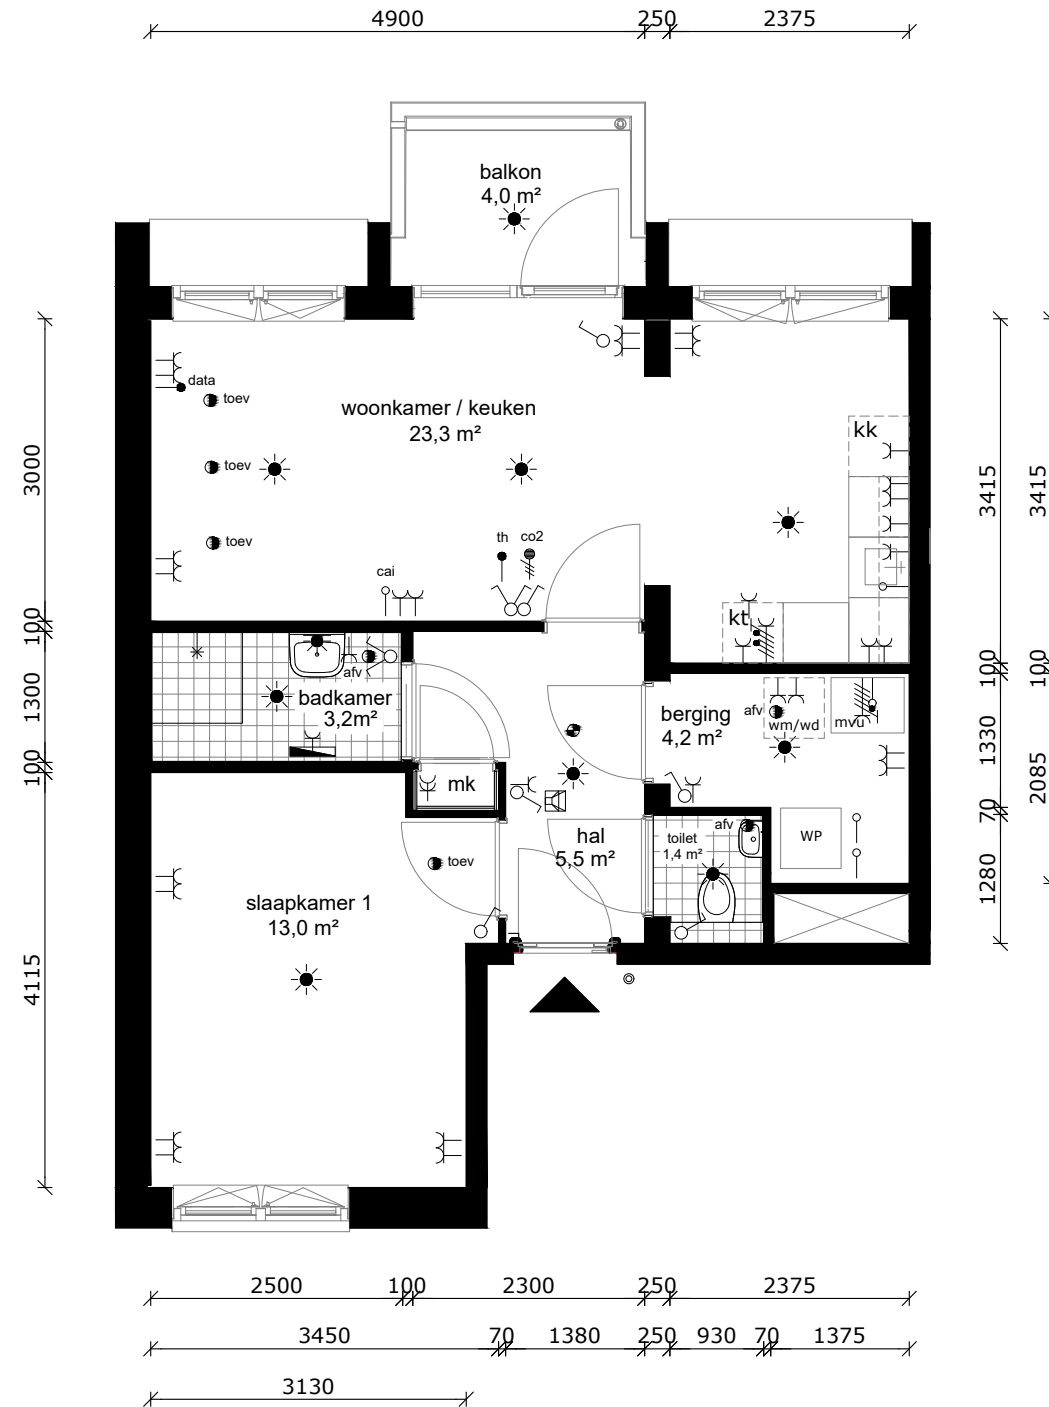 4900 250 2375
balkon
4,0 m²
data
toev
woonkamer / keuken
23,3 m²
kk
toev
3000
3415
3415
toev
th co2
cai
kt
100
100
100
afv
badkamer
3,2m²
1300
berging
4,2 m²
afv
wm/wd
mvu
1330
100
mk
2085
70
WP
hal
5,5 m²
toilet
1,4 m²
afv
toev
1280
slaapkamer 1
13,0 m²
4115
2500 100 2300 250 2375
3450 70 1380 250 930 70 1375
3130